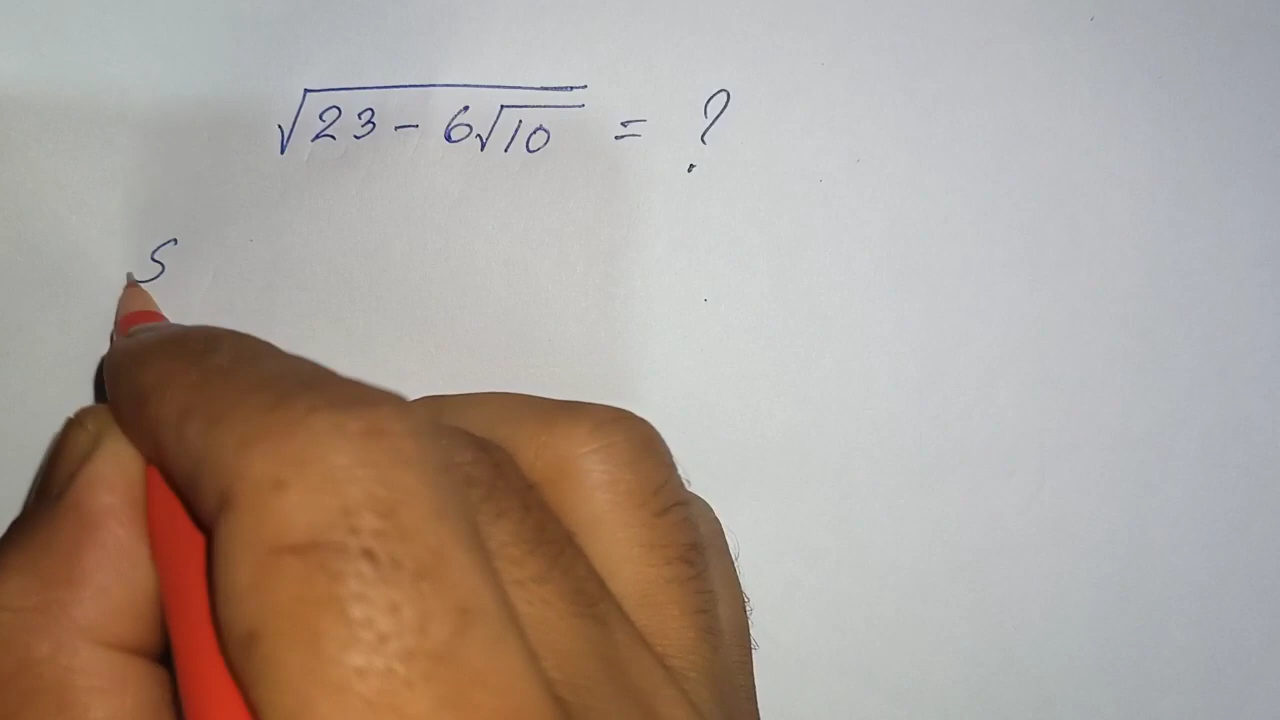 √(23 - 6√10) = ?
S